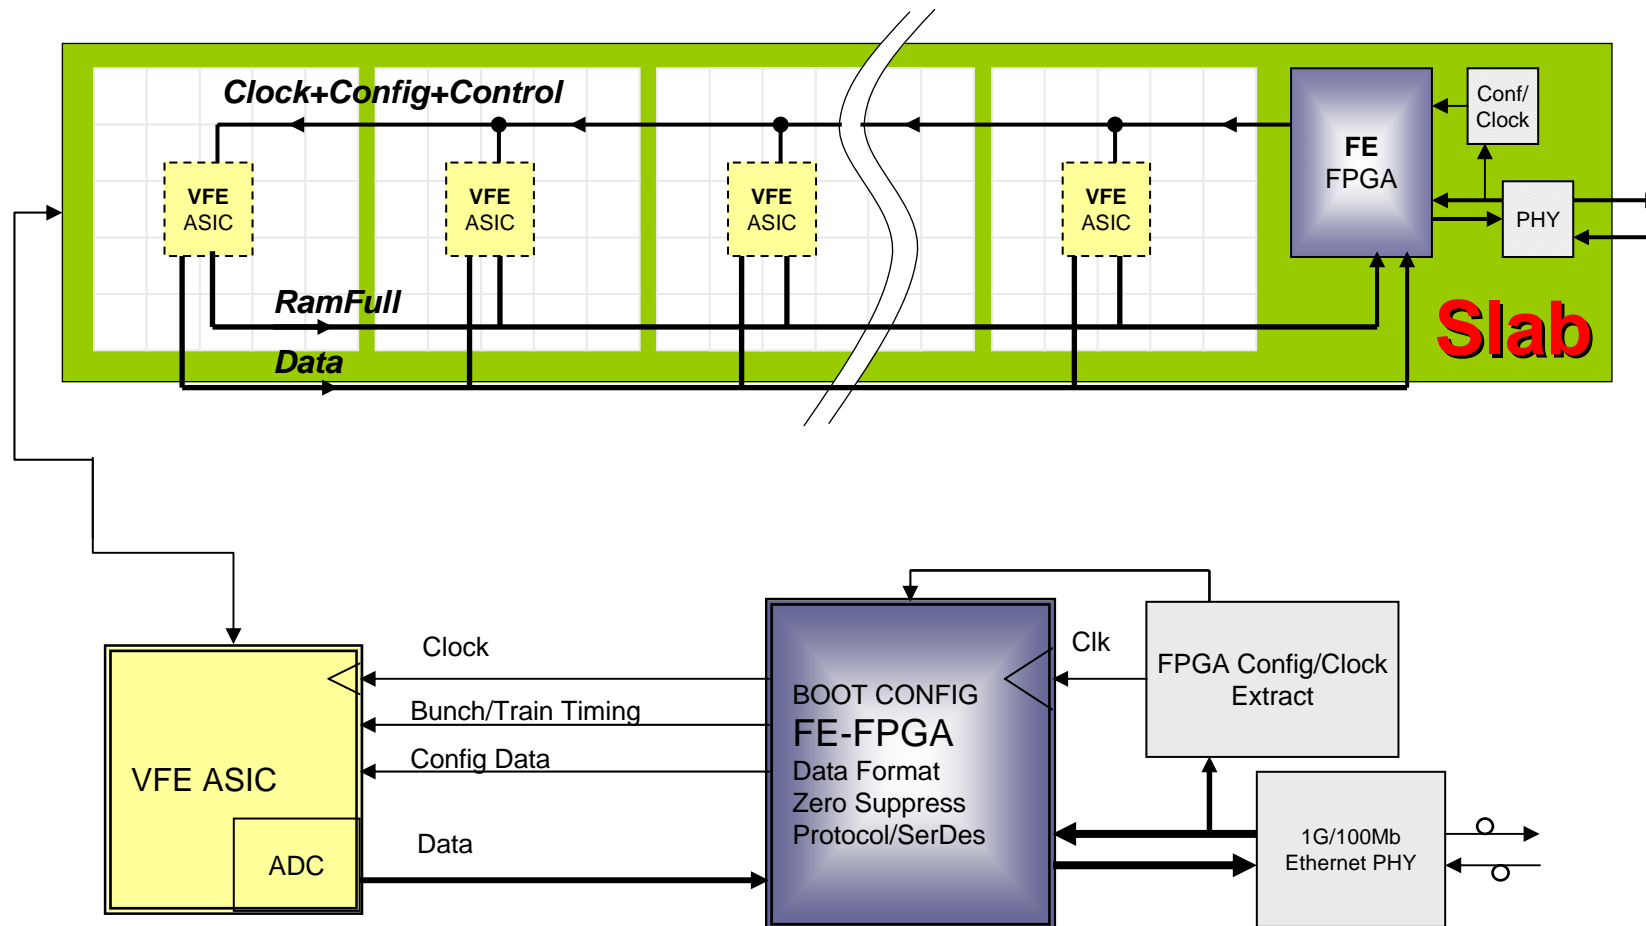 Clock+Config+Control
VFE
ASIC
VFE
ASIC
VFE
ASIC
VFE
ASIC
FE
FPGA
Conf/
Clock
PHY
RamFull
Data
Slab
Clock
Bunch/Train Timing
Config Data
VFE ASIC
ADC
Data
BOOT CONFIG
FE-FPGA
Data Format
Zero Suppress
Protocol/SerDes
Clk
FPGA Config/Clock
Extract
1G/100Mb
Ethernet PHY